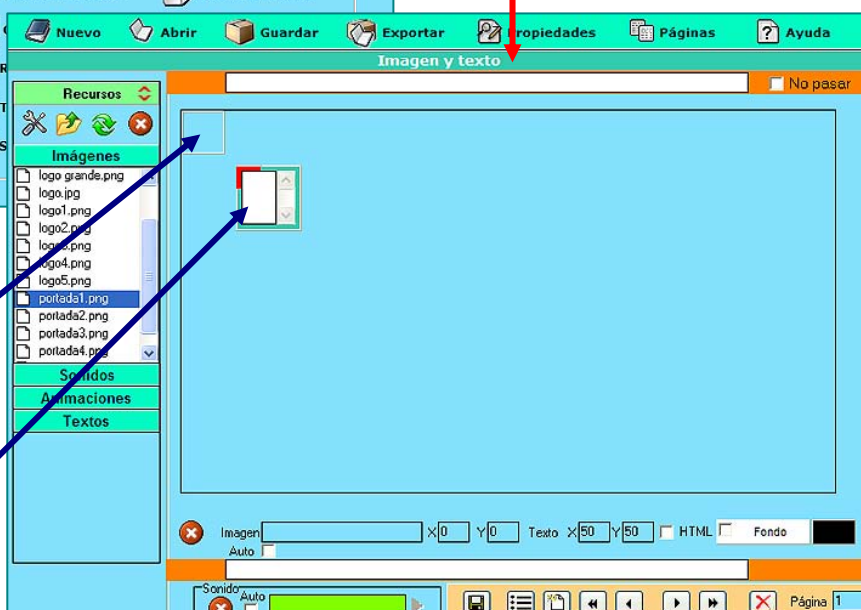 Nuevo Abrir Guardar Exportar Propiedades Páginas Ayuda
Imagen y texto
Recursos
No pasar
Imágenes
logo grande.png
logo.jpg
logo1.png
logo2.png
logo3.png
logo4.png
logo5.png
portada1.png
portada2.png
portada3.png
portada4.png
Sonidos
Animaciones
Textos
Imagen X 0 Y 0 Texto X 50 Y 50 HTML Fondo
Auto
Sonido
Auto
Página 1